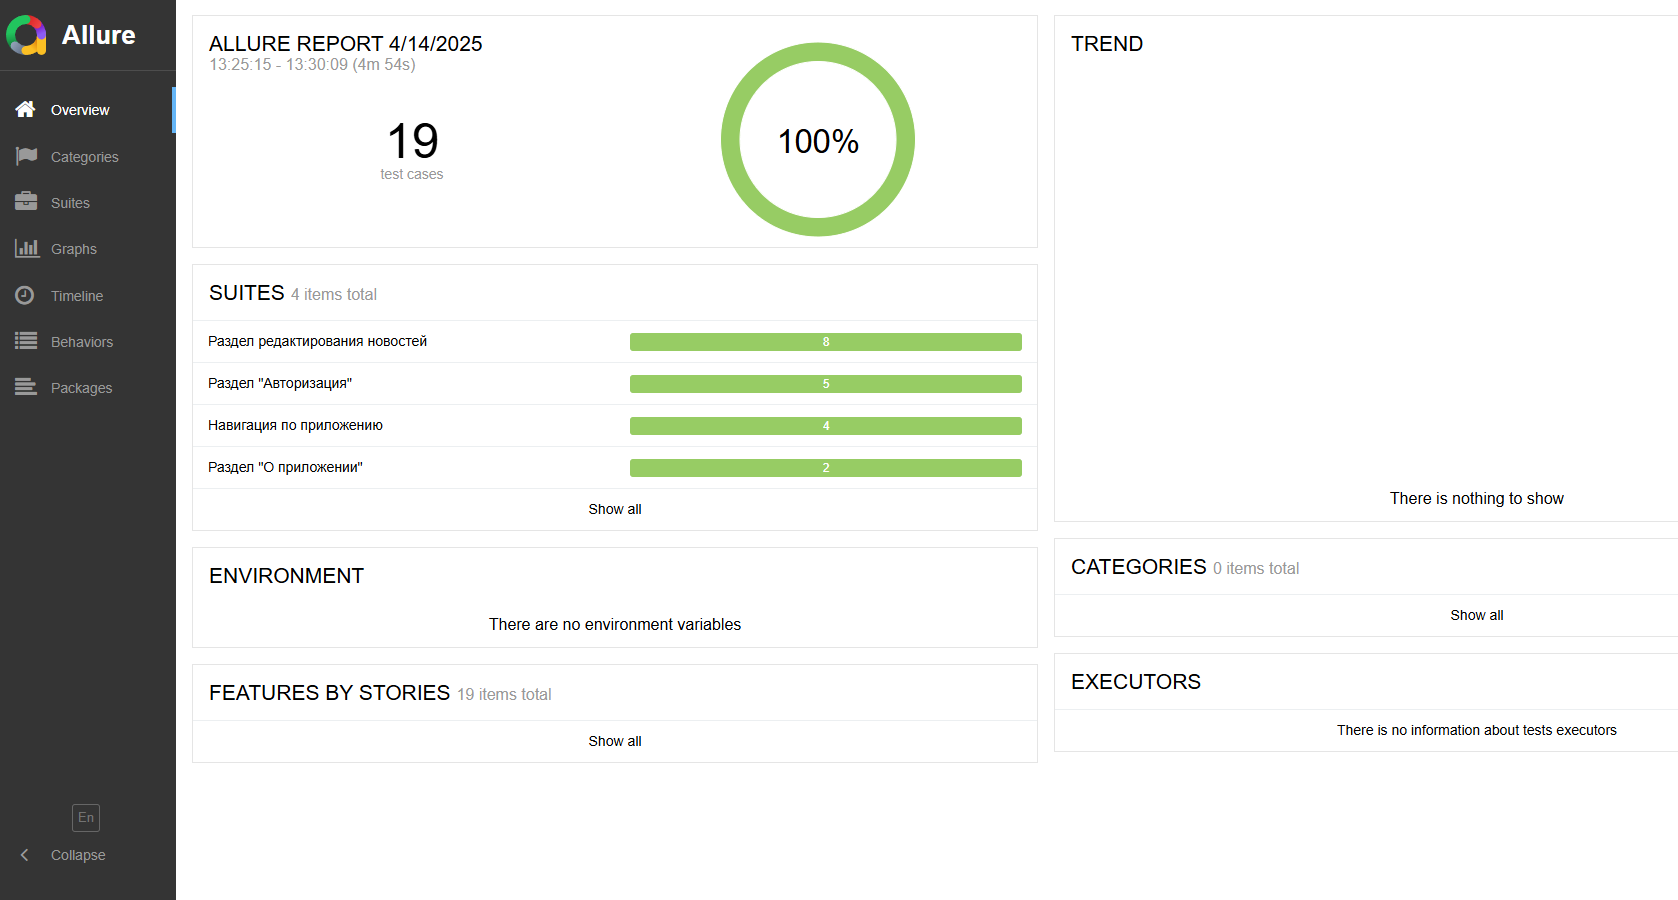 Allure
Overview
Categories
Suites
Graphs
Timeline
Behaviors
Packages
En
Collapse
ALLURE REPORT 4/14/2025
13:25:15 - 13:30:09 (4m 54s)
19
test cases
100%
SUITES 4 items total
Раздел редактирования новостей 8
Раздел "Авторизация" 5
Навигация по приложению 4
Раздел "О приложении" 2
Show all
ENVIRONMENT
There are no environment variables
FEATURES BY STORIES 19 items total
Show all
TREND
There is nothing to show
CATEGORIES 0 items total
Show all
EXECUTORS
There is no information about tests executors